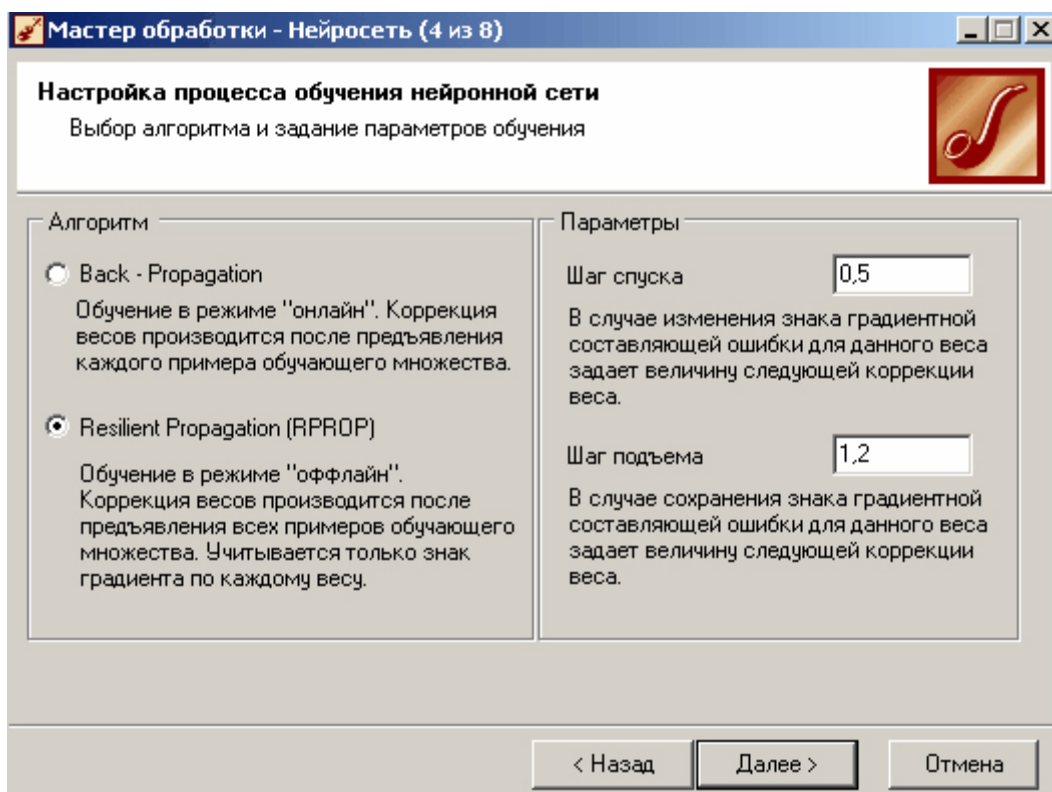 Мастер обработки - Нейросеть (4 из 8)
Настройка процесса обучения нейронной сети
Выбор алгоритма и задание параметров обучения
Алгоритм
Back - Propagation
Обучение в режиме "онлайн". Коррекция
весов производится после предъявления
каждого примера обучающего множества.
Resilient Propagation (RPROP)
Обучение в режиме "оффлайн".
Коррекция весов производится после
предъявления всех примеров обучающего
множества. Учитывается только знак
градиента по каждому весу.
Параметры
Шаг спуска 0,5
В случае изменения знака градиентной
составляющей ошибки для данного веса
задает величину следующей коррекции
веса.
Шаг подъема 1,2
В случае сохранения знака градиентной
составляющей ошибки для данного веса
задает величину следующей коррекции
веса.
< Назад Далее > Отмена